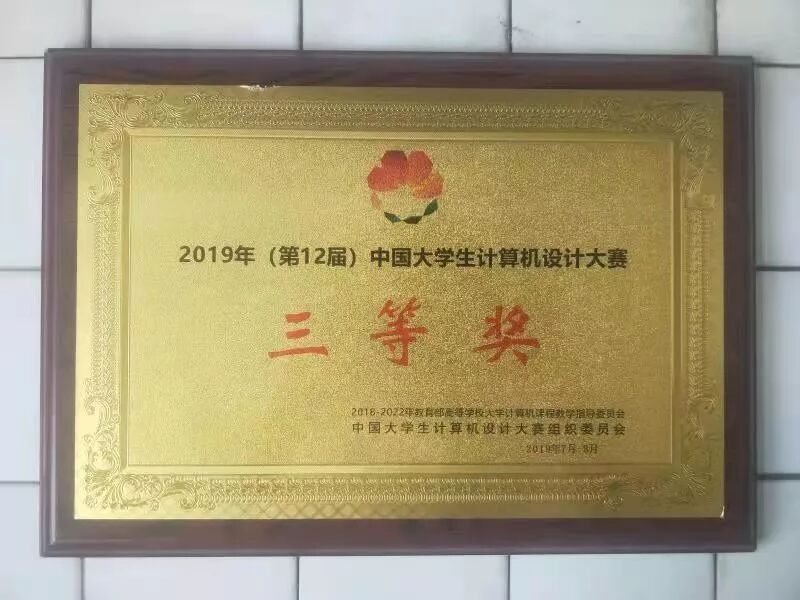 2019年（第12届）中国大学生计算机设计大赛
三等奖
2018-2022年教育部高等学校大学计算机课程教学指导委员会
中国大学生计算机设计大赛组织委员会
2019年7月-8月